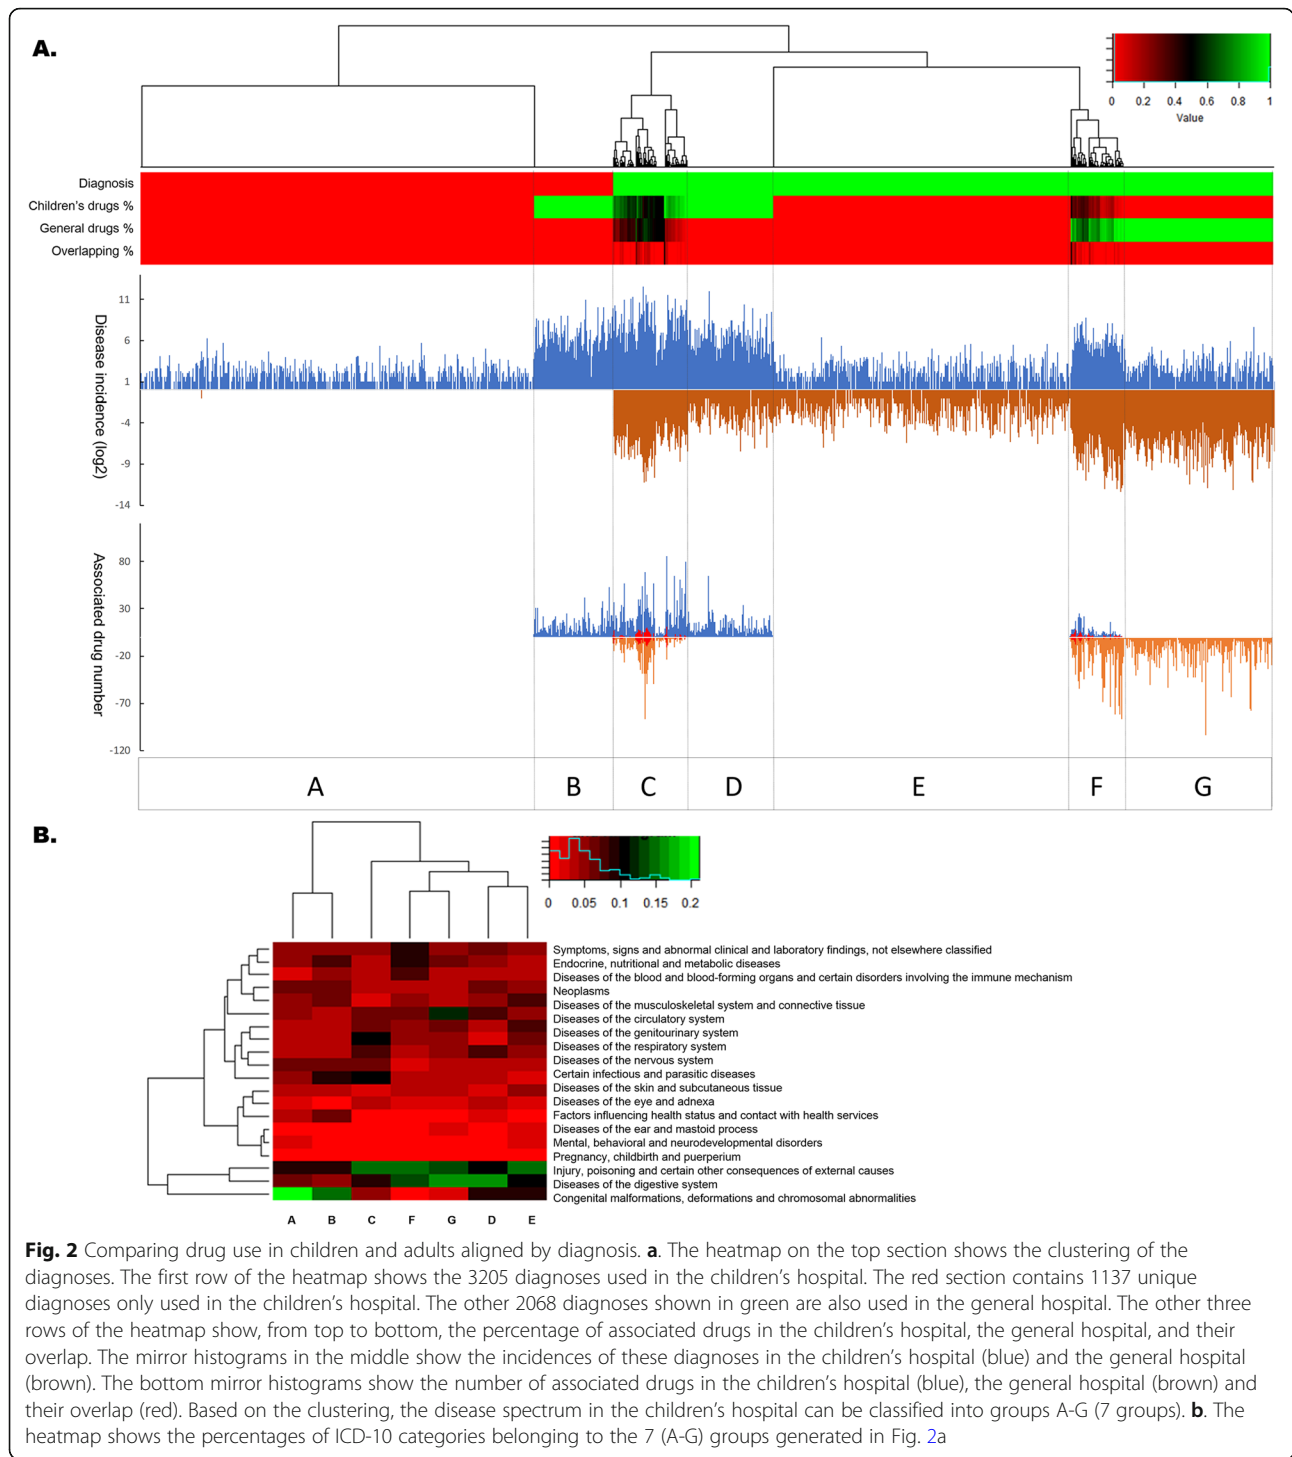 A.
0 0.2 0.4 0.6 0.8 1
Value
Diagnosis
Children's drugs %
General drugs %
Overlapping %
Disease incidence (log2)
11
6
1
-4
-9
-14
Associated drug number
80
30
-20
-70
-120
A B C D E F G
B.
0 0.05 0.1 0.15 0.2
Symptoms, signs and abnormal clinical and laboratory findings, not elsewhere classified
Endocrine, nutritional and metabolic diseases
Diseases of the blood and blood-forming organs and certain disorders involving the immune mechanism
Neoplasms
Diseases of the musculoskeletal system and connective tissue
Diseases of the circulatory system
Diseases of the genitourinary system
Diseases of the respiratory system
Diseases of the nervous system
Certain infectious and parasitic diseases
Diseases of the skin and subcutaneous tissue
Diseases of the eye and adnexa
Factors influencing health status and contact with health services
Diseases of the ear and mastoid process
Mental, behavioral and neurodevelopmental disorders
Pregnancy, childbirth and puerperium
Injury, poisoning and certain other consequences of external causes
Diseases of the digestive system
Congenital malformations, deformations and chromosomal abnormalities
A B C F G D E
Fig. 2 Comparing drug use in children and adults aligned by diagnosis. a. The heatmap on the top section shows the clustering of the
diagnoses. The first row of the heatmap shows the 3205 diagnoses used in the children's hospital. The red section contains 1137 unique
diagnoses only used in the children's hospital. The other 2068 diagnoses shown in green are also used in the general hospital. The other three
rows of the heatmap show, from top to bottom, the percentage of associated drugs in the children's hospital, the general hospital, and their
overlap. The mirror histograms in the middle show the incidences of these diagnoses in the children's hospital (blue) and the general hospital
(brown). The bottom mirror histograms show the number of associated drugs in the children's hospital (blue), the general hospital (brown) and
their overlap (red). Based on the clustering, the disease spectrum in the children's hospital can be classified into groups A-G (7 groups). b. The
heatmap shows the percentages of ICD-10 categories belonging to the 7 (A-G) groups generated in Fig. 2a